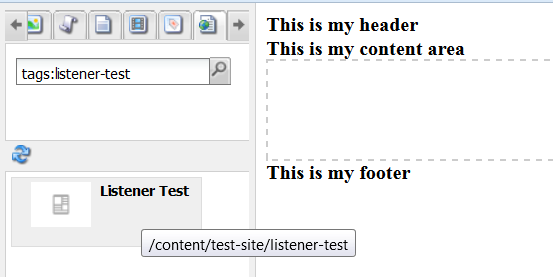 This is my header
This is my content area
tags:listener-test
This is my footer
Listener Test
/content/test-site/listener-test